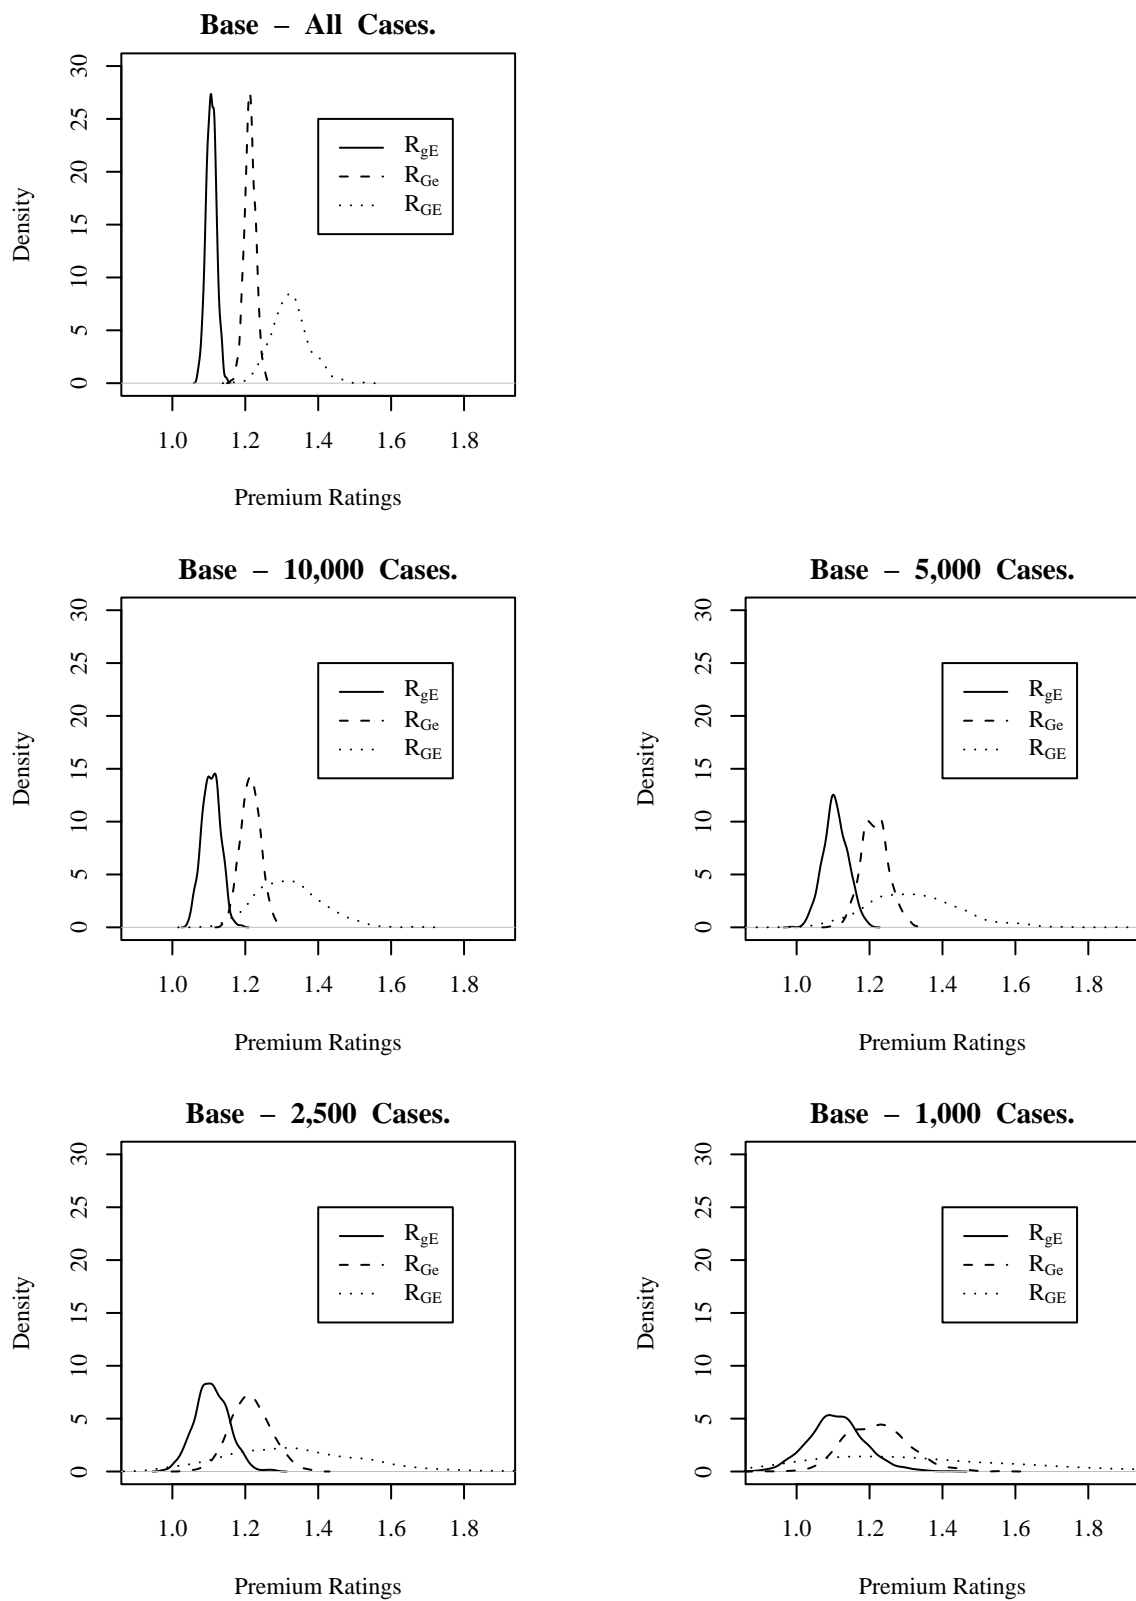 Base – All Cases.
30
25
20
15
10
5
0
Density
R_gE
R_Ge
R_GE
1.0 1.2 1.4 1.6 1.8
Premium Ratings
Base – 10,000 Cases.
30
25
20
15
10
5
0
Density
R_gE
R_Ge
R_GE
1.0 1.2 1.4 1.6 1.8
Premium Ratings
Base – 5,000 Cases.
30
25
20
15
10
5
0
Density
R_gE
R_Ge
R_GE
1.0 1.2 1.4 1.6 1.8
Premium Ratings
Base – 2,500 Cases.
30
25
20
15
10
5
0
Density
R_gE
R_Ge
R_GE
1.0 1.2 1.4 1.6 1.8
Premium Ratings
Base – 1,000 Cases.
30
25
20
15
10
5
0
Density
R_gE
R_Ge
R_GE
1.0 1.2 1.4 1.6 1.8
Premium Ratings